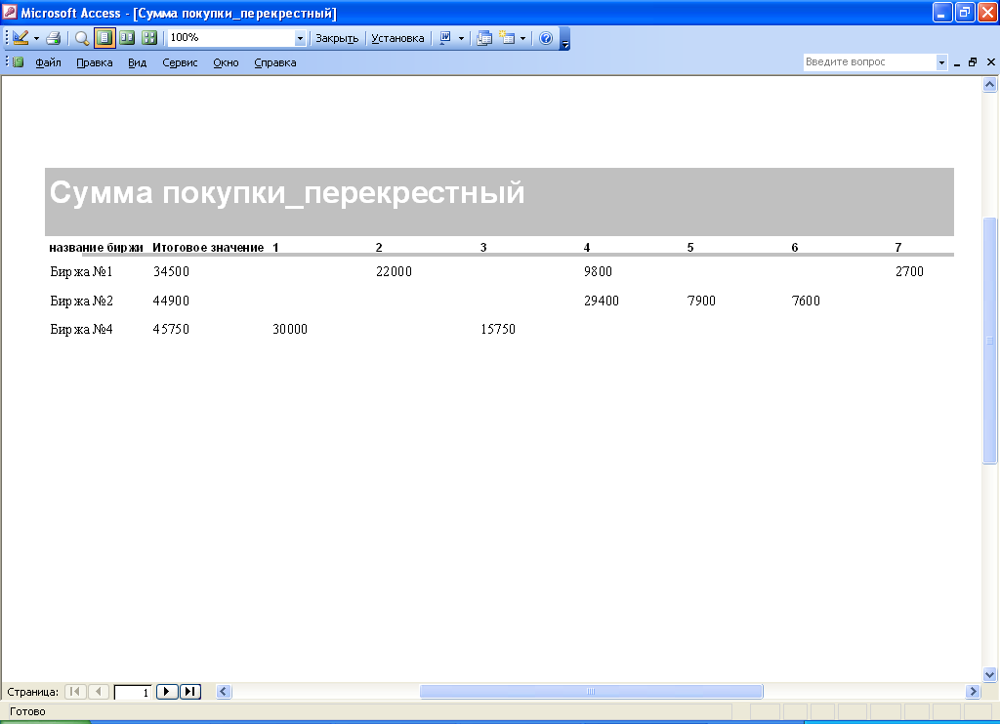 Microsoft Access - [Сумма покупки_перекрестный]
100% Закрыть Установка
Файл Правка Вид Сервис Окно Справка Введите вопрос
Сумма покупки_перекрестный
название биржи Итоговое значение 1 2 3 4 5 6 7
Биржа №1 34500 22000 9800 2700
Биржа №2 44900 29400 7900 7600
Биржа №4 45750 30000 15750
Страница: 1
Готово